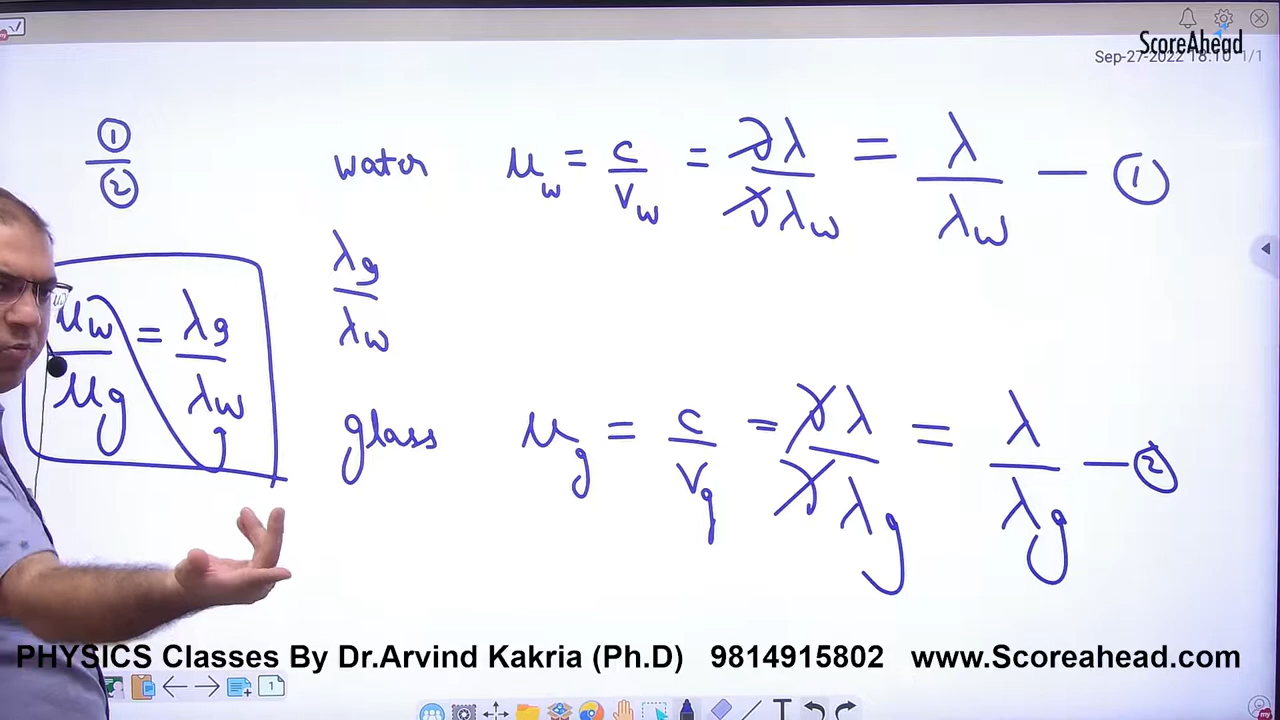 ScoreAhead
Sep-27-2022 18:10 1/1
①
②
water μw = c/vw = νλ/νλw = λ/λw — ①
λg/λw
μw/μg = λg/λw
g
glass μg = c/vg = νλ/νλg = λ/λg — ②
PHYSICS Classes By Dr.Arvind Kakria (Ph.D) 9814915802 www.Scoreahead.com
1
T